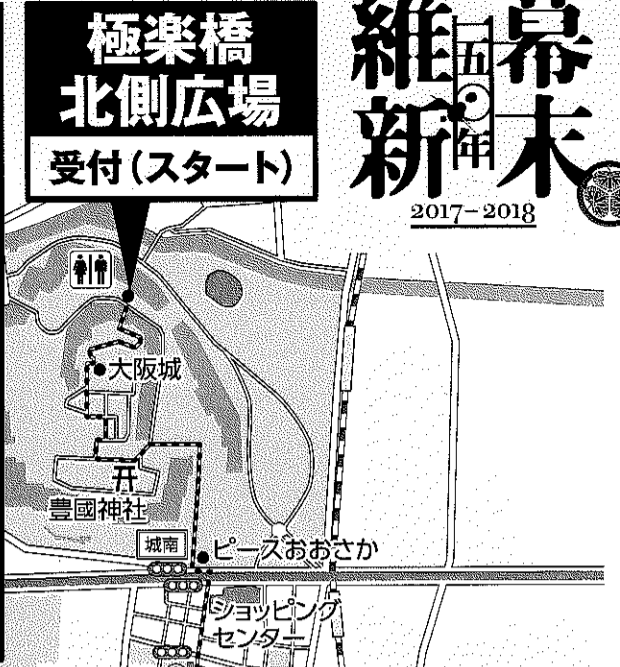 極楽橋
北側広場
受付(スタート)
幕末
維新
一五〇年
2017-2018
大阪城
豊國神社
城南
ピースおおさか
ショッピング
センター